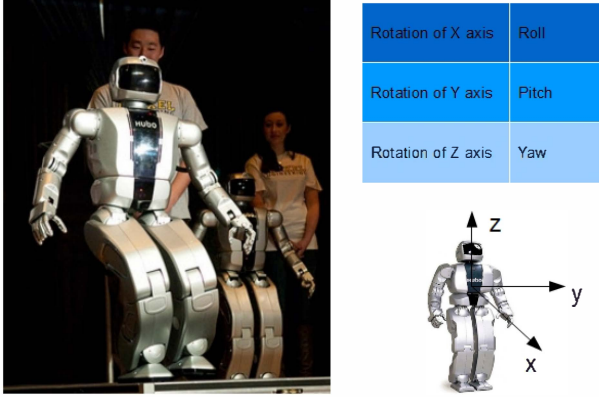 HUBO
Rotation of X axis Roll
Rotation of Y axis Pitch
Rotation of Z axis Yaw
z
y
x